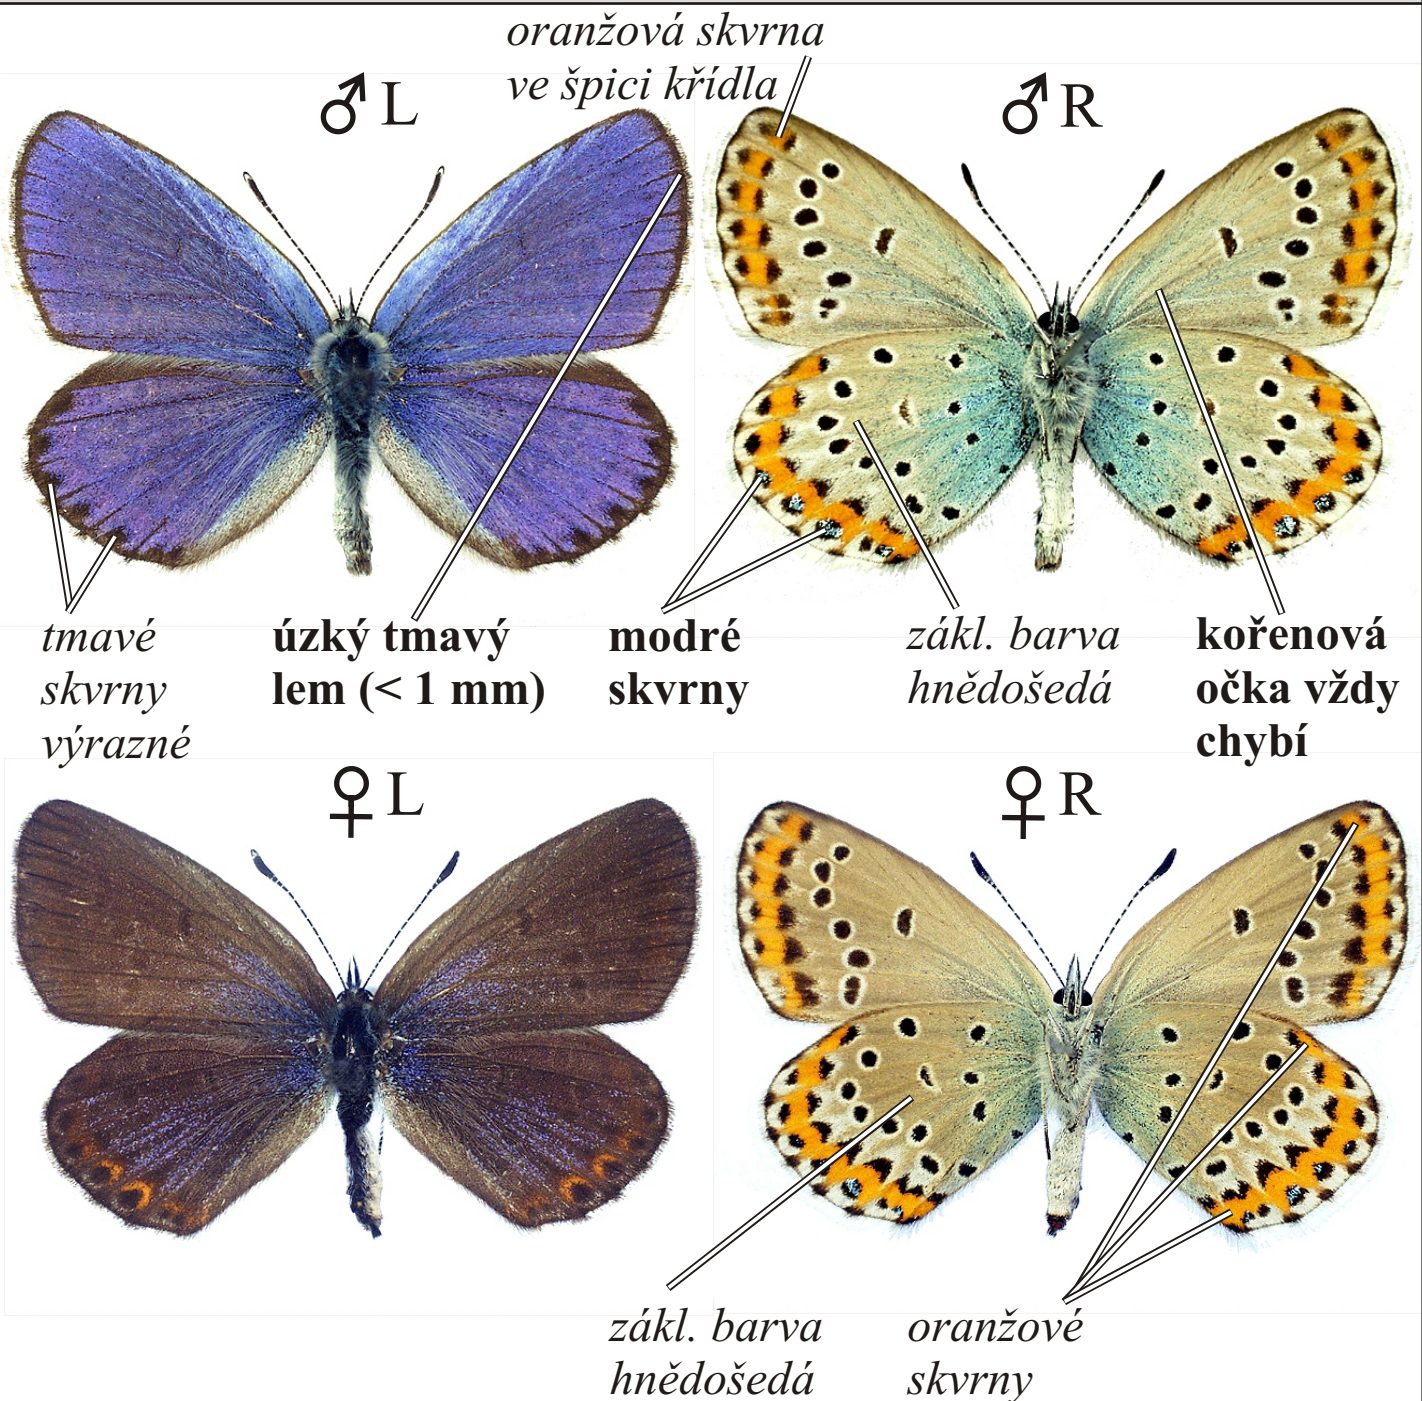 oranžová skvrna
ve špici křídla
♂ L
♂ R
tmavé
skvrny
výrazné
úzký tmavý
lem (< 1 mm)
modré
skvrny
zákl. barva
hnědošedá
kořenová
očka vždy
chybí
♀ L
♀ R
zákl. barva
hnědošedá
oranžové
skvrny